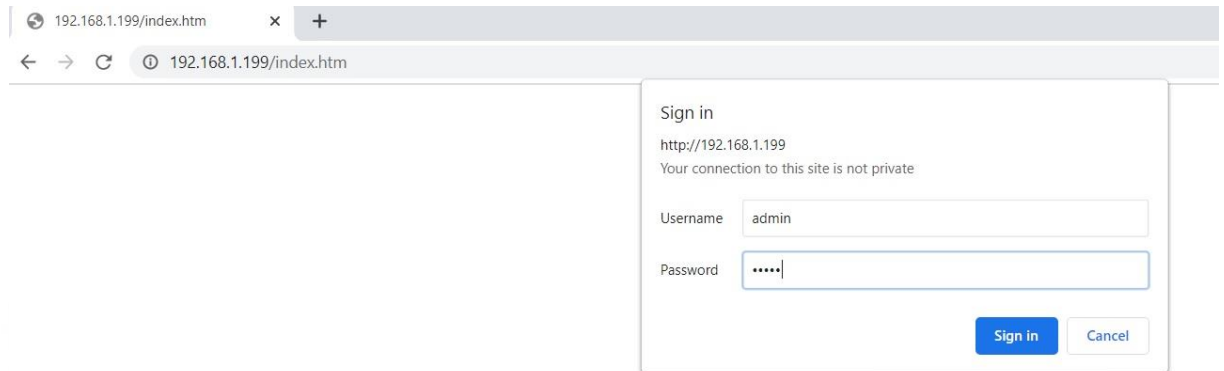 192.168.1.199/index.htm
192.168.1.199/index.htm
Sign in
http://192.168.1.199
Your connection to this site is not private
Username admin
Password •••••
Sign in Cancel